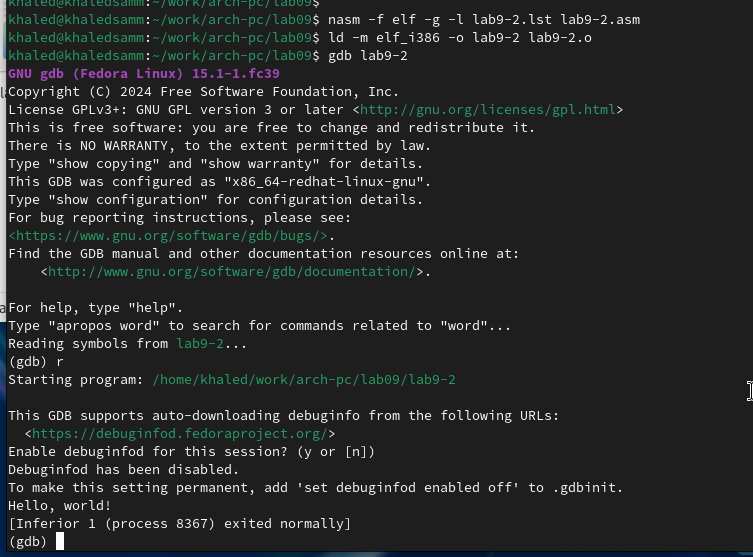 khaled@khaledsamm:~/work/arch-pc/lab09$
khaled@khaledsamm:~/work/arch-pc/lab09$ nasm -f elf -g -l lab9-2.lst lab9-2.asm
khaled@khaledsamm:~/work/arch-pc/lab09$ ld -m elf_i386 -o lab9-2 lab9-2.o
khaled@khaledsamm:~/work/arch-pc/lab09$ gdb lab9-2
GNU gdb (Fedora Linux) 15.1-1.fc39
Copyright (C) 2024 Free Software Foundation, Inc.
License GPLv3+: GNU GPL version 3 or later <http://gnu.org/licenses/gpl.html>
This is free software: you are free to change and redistribute it.
There is NO WARRANTY, to the extent permitted by law.
Type "show copying" and "show warranty" for details.
This GDB was configured as "x86_64-redhat-linux-gnu".
Type "show configuration" for configuration details.
For bug reporting instructions, please see:
<https://www.gnu.org/software/gdb/bugs/>.
Find the GDB manual and other documentation resources online at:
    <http://www.gnu.org/software/gdb/documentation/>.
For help, type "help".
Type "apropos word" to search for commands related to "word"...
Reading symbols from lab9-2...
(gdb) r
Starting program: /home/khaled/work/arch-pc/lab09/lab9-2
This GDB supports auto-downloading debuginfo from the following URLs:
  <https://debuginfod.fedoraproject.org/>
Enable debuginfod for this session? (y or [n])
Debuginfod has been disabled.
To make this setting permanent, add 'set debuginfod enabled off' to .gdbinit.
Hello, world!
[Inferior 1 (process 8367) exited normally]
(gdb)